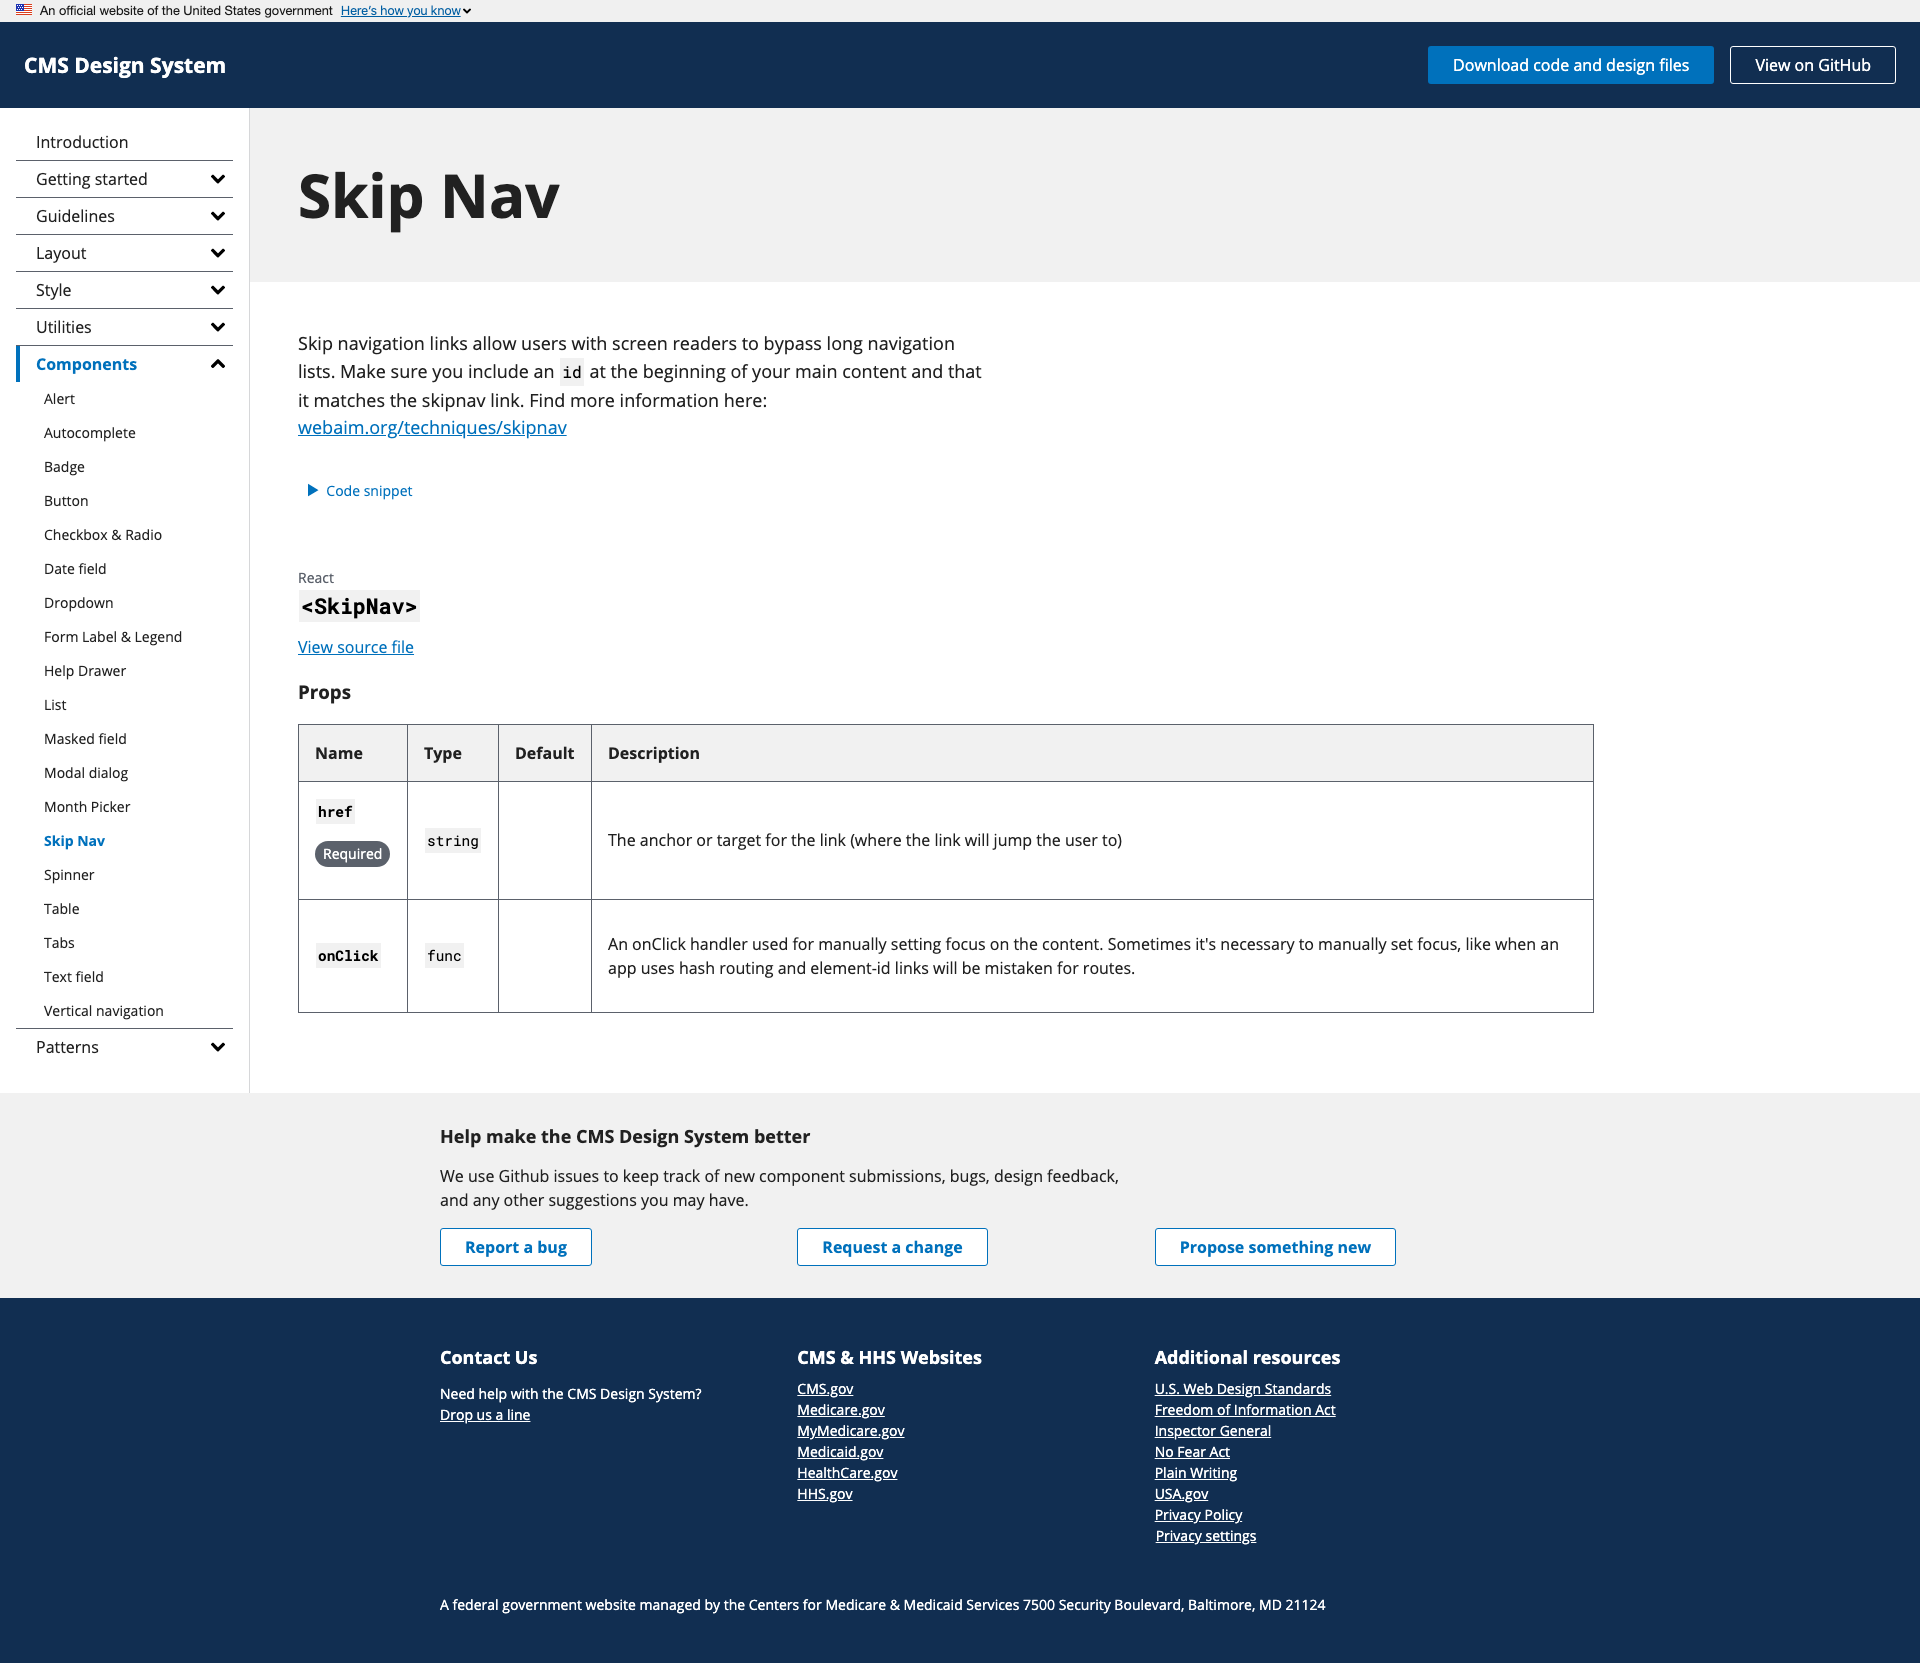 An official website of the United States government Here's how you know
CMS Design System
Download code and design files
View on GitHub
Introduction
Getting started
Guidelines
Layout
Style
Utilities
Components
Alert
Autocomplete
Badge
Button
Checkbox & Radio
Date field
Dropdown
Form Label & Legend
Help Drawer
List
Masked field
Modal dialog
Month Picker
Skip Nav
Spinner
Table
Tabs
Text field
Vertical navigation
Patterns
Skip Nav
Skip navigation links allow users with screen readers to bypass long navigation
lists. Make sure you include an id at the beginning of your main content and that
it matches the skipnav link. Find more information here:
webaim.org/techniques/skipnav
Code snippet
React
<SkipNav>
View source file
Props
Name Type Default Description
href
Required
string
The anchor or target for the link (where the link will jump the user to)
onClick
func
An onClick handler used for manually setting focus on the content. Sometimes it's necessary to manually set focus, like when an
app uses hash routing and element-id links will be mistaken for routes.
Help make the CMS Design System better
We use Github issues to keep track of new component submissions, bugs, design feedback,
and any other suggestions you may have.
Report a bug
Request a change
Propose something new
Contact Us
Need help with the CMS Design System?
Drop us a line
CMS & HHS Websites
CMS.gov
Medicare.gov
MyMedicare.gov
Medicaid.gov
HealthCare.gov
HHS.gov
Additional resources
U.S. Web Design Standards
Freedom of Information Act
Inspector General
No Fear Act
Plain Writing
USA.gov
Privacy Policy
Privacy settings
A federal government website managed by the Centers for Medicare & Medicaid Services 7500 Security Boulevard, Baltimore, MD 21124